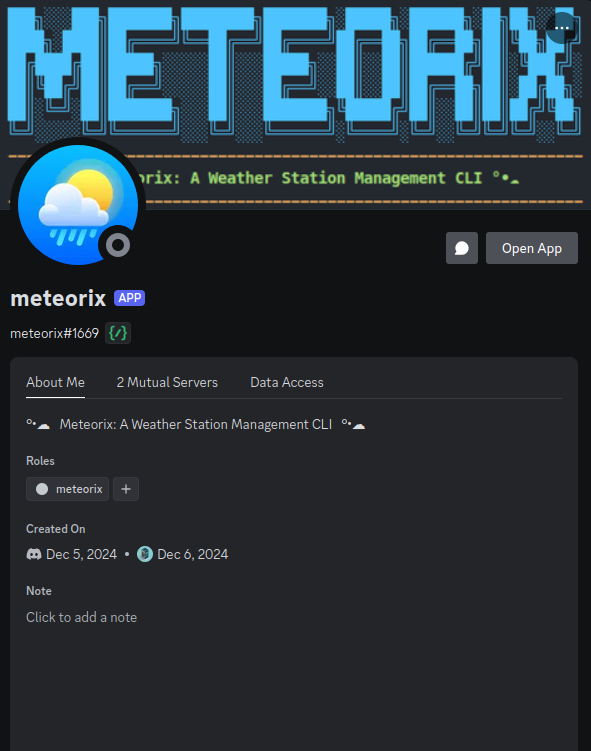 METEORIX
orix: A Weather Station Management CLI °•☁
Open App
meteorix APP
meteorix#1669 {/}
About Me 2 Mutual Servers Data Access
°•☁ Meteorix: A Weather Station Management CLI °•☁
Roles
meteorix +
Created On
Dec 5, 2024 • Dec 6, 2024
Note
Click to add a note